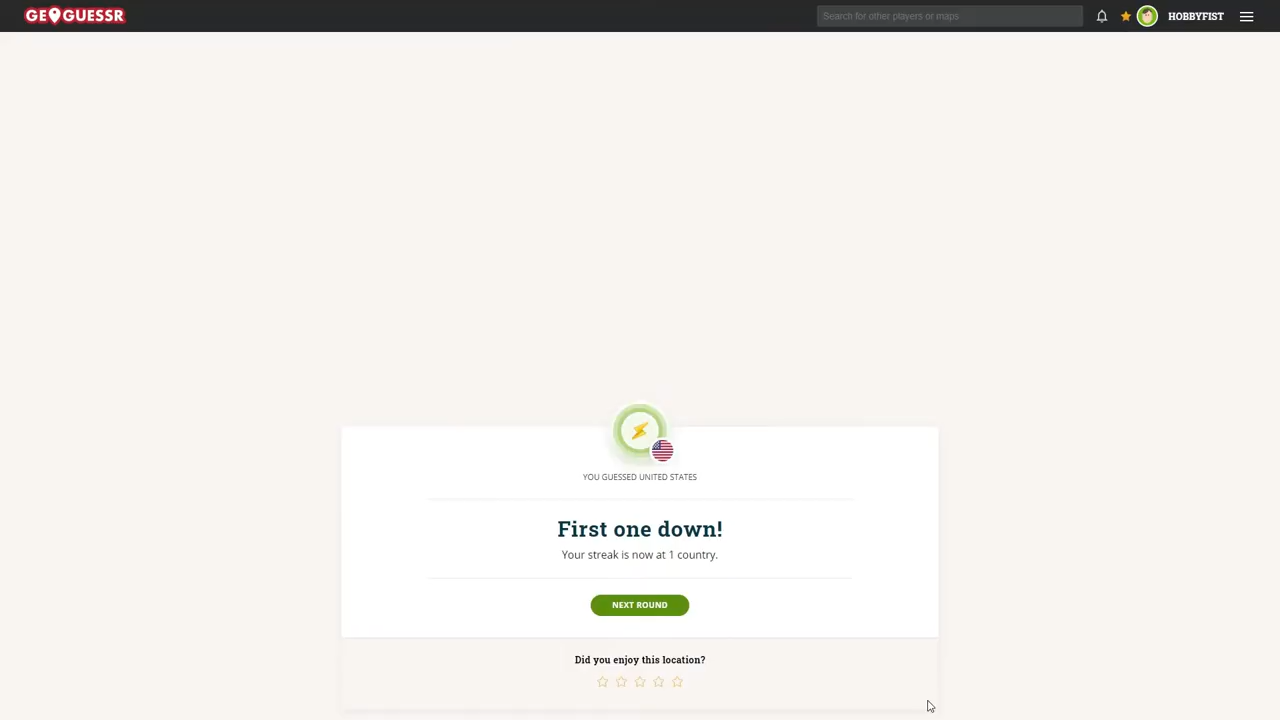 GEOGUESSR
Search for other players or maps
HOBBYFIST
YOU GUESSED UNITED STATES
First one down!
Your streak is now at 1 country.
NEXT ROUND
Did you enjoy this location?